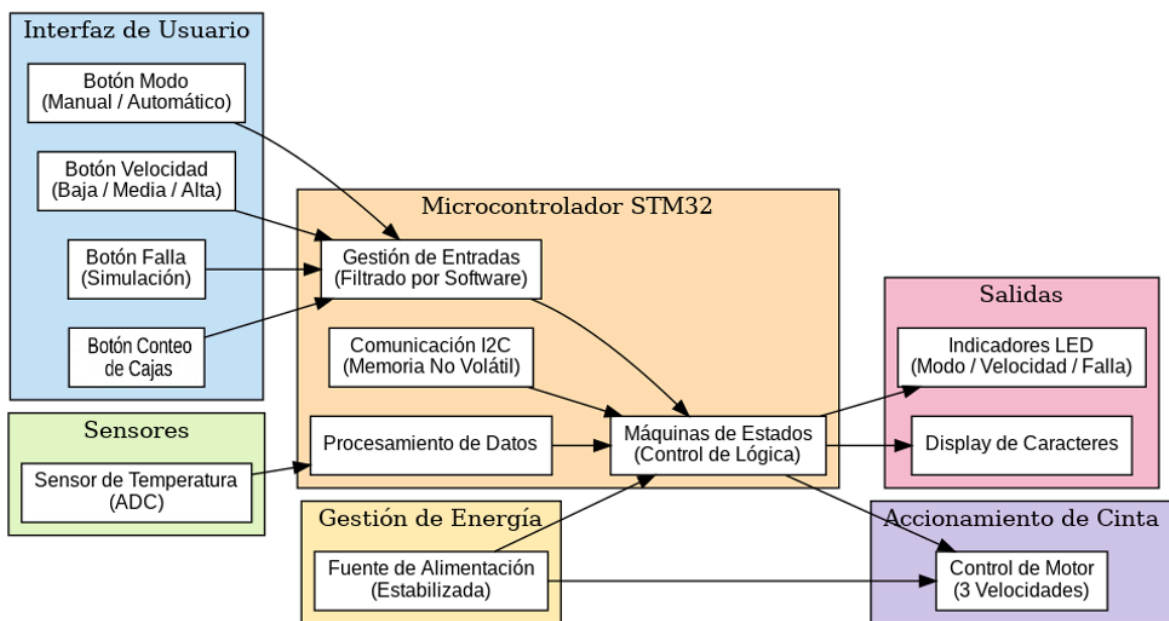 Interfaz de Usuario
Botón Modo
(Manual / Automático)
Botón Velocidad
(Baja / Media / Alta)
Botón Falla
(Simulación)
Botón Conteo
de Cajas
Sensores
Sensor de Temperatura
(ADC)
Microcontrolador STM32
Gestión de Entradas
(Filtrado por Software)
Comunicación I2C
(Memoria No Volátil)
Procesamiento de Datos
Máquinas de Estados
(Control de Lógica)
Gestión de Energía
Fuente de Alimentación
(Estabilizada)
Salidas
Indicadores LED
(Modo / Velocidad / Falla)
Display de Caracteres
Accionamiento de Cinta
Control de Motor
(3 Velocidades)